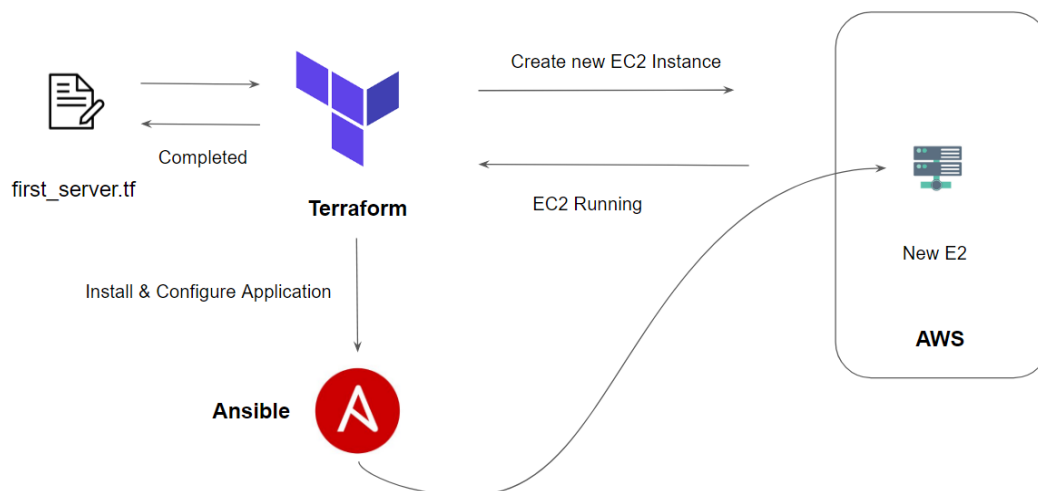 Create new EC2 Instance
Completed
first_server.tf
Terraform
EC2 Running
New E2
Install & Configure Application
AWS
Ansible